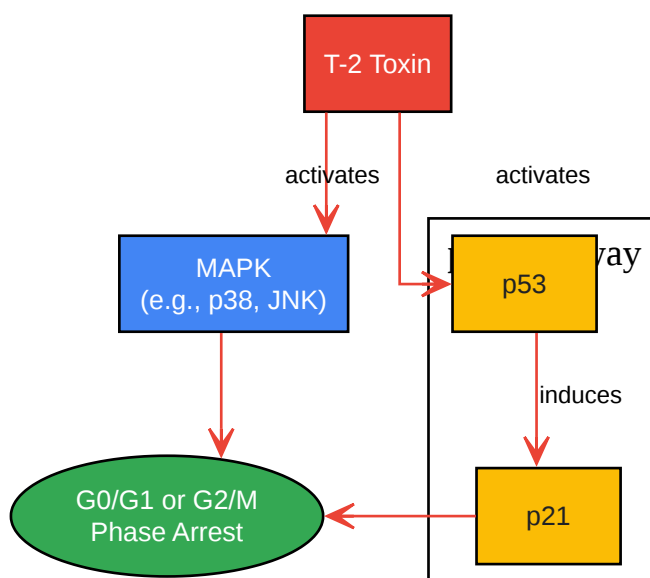 T-2 Toxin
activates
activates
MAPK
(e.g., p38, JNK)
p53
induces
G0/G1 or G2/M
Phase Arrest
p21